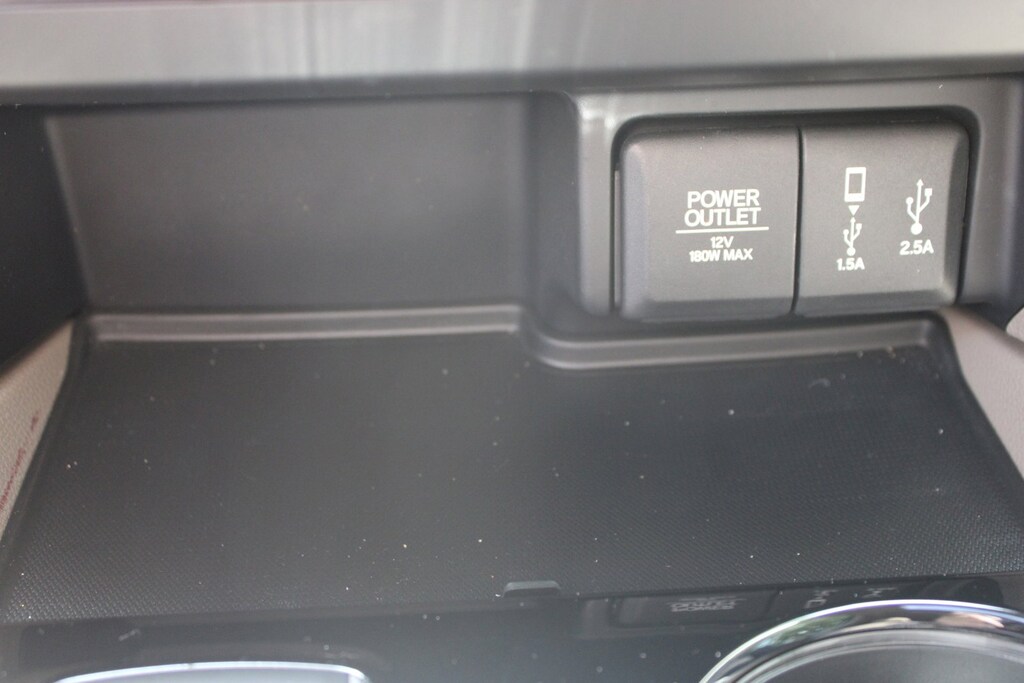 POWER
OUTLET
12V
180W MAX
1.5A
2.5A